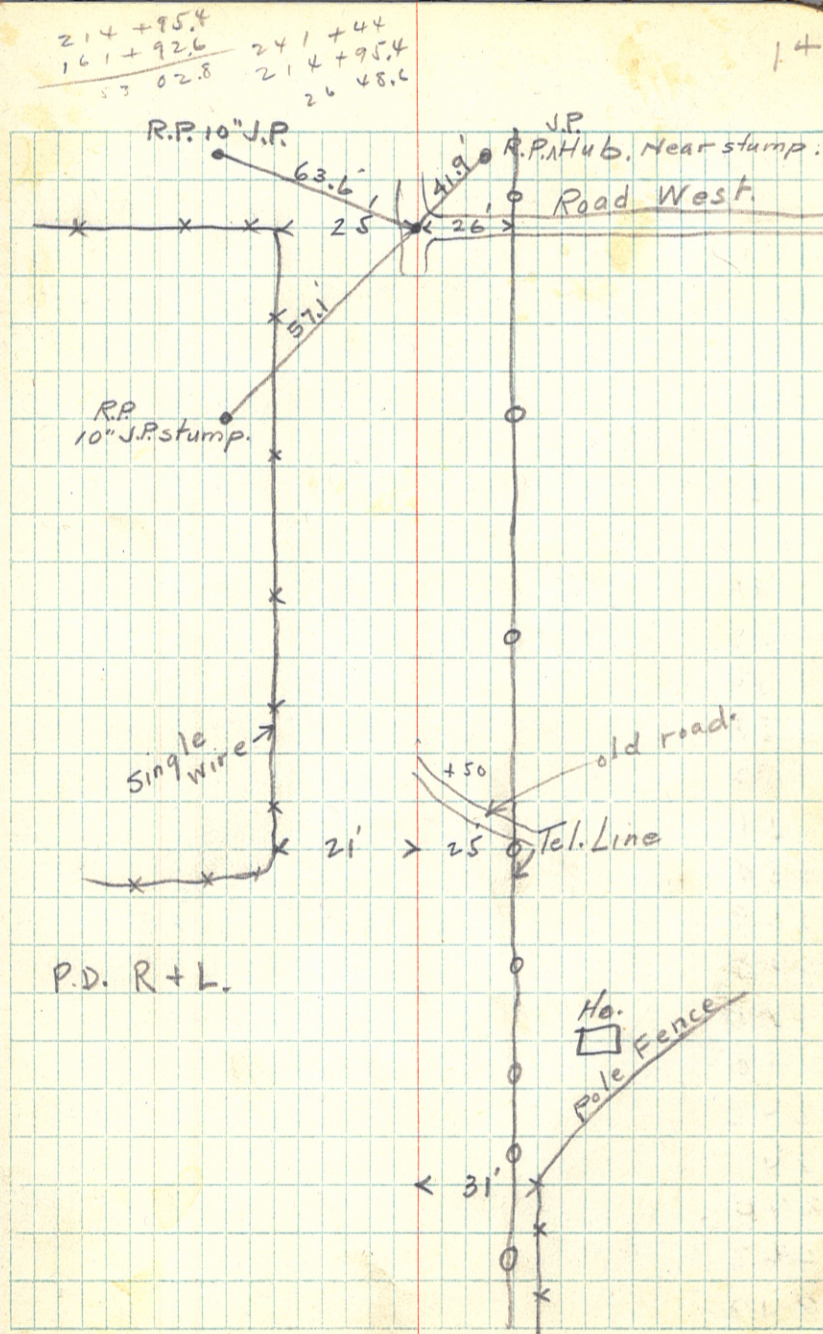 214 +95.4
161 + 92.6
53 02.8
241 + 44
214 + 95.4
26 48.6
14
R.P. 10" J.P.
J.P.
R.P.^Hub. Near stump.
63.6'
41.9'
Road West.
25'
26'
57.1'
R.P.
10" J.P. stump.
Single
wire
+50
old road.
21'
25'
Tel. Line
P.D. R + L.
Ho.
Pole Fence
31'